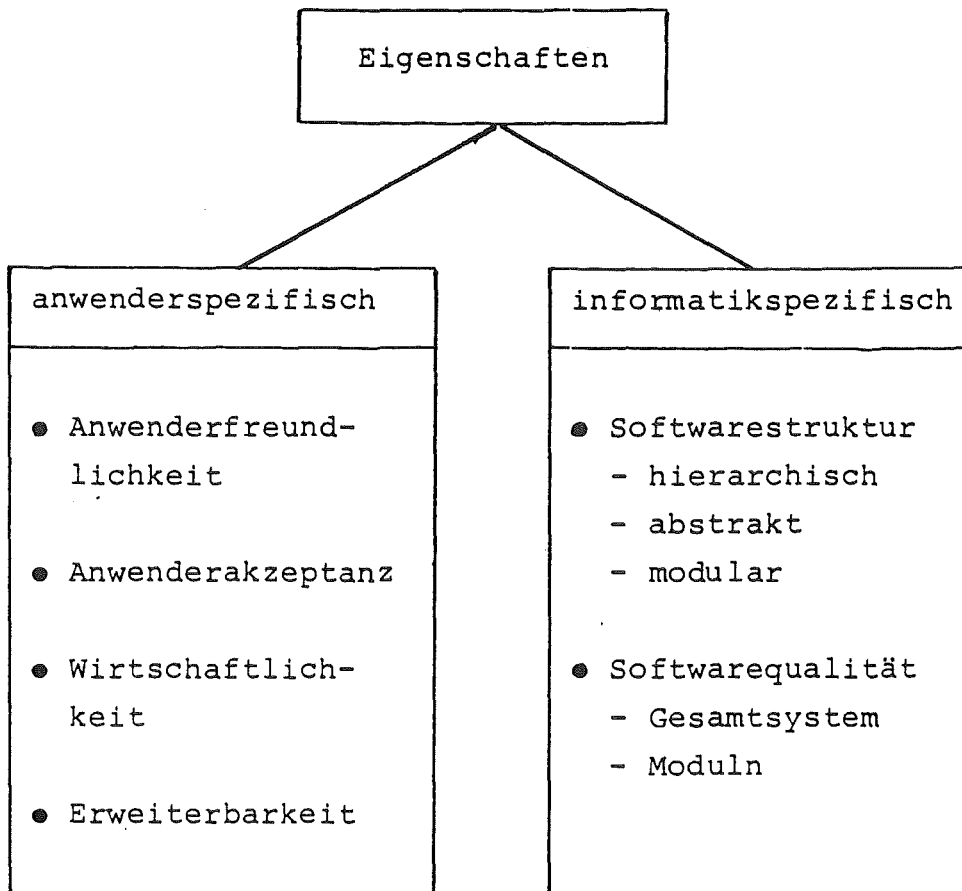 Eigenschaften
anwenderspezifisch
● Anwenderfreund-
lichkeit
● Anwenderakzeptanz
● Wirtschaftlich-
keit
● Erweiterbarkeit
informatikspezifisch
● Softwarestruktur
- hierarchisch
- abstrakt
- modular
● Softwarequalität
- Gesamtsystem
- Moduln